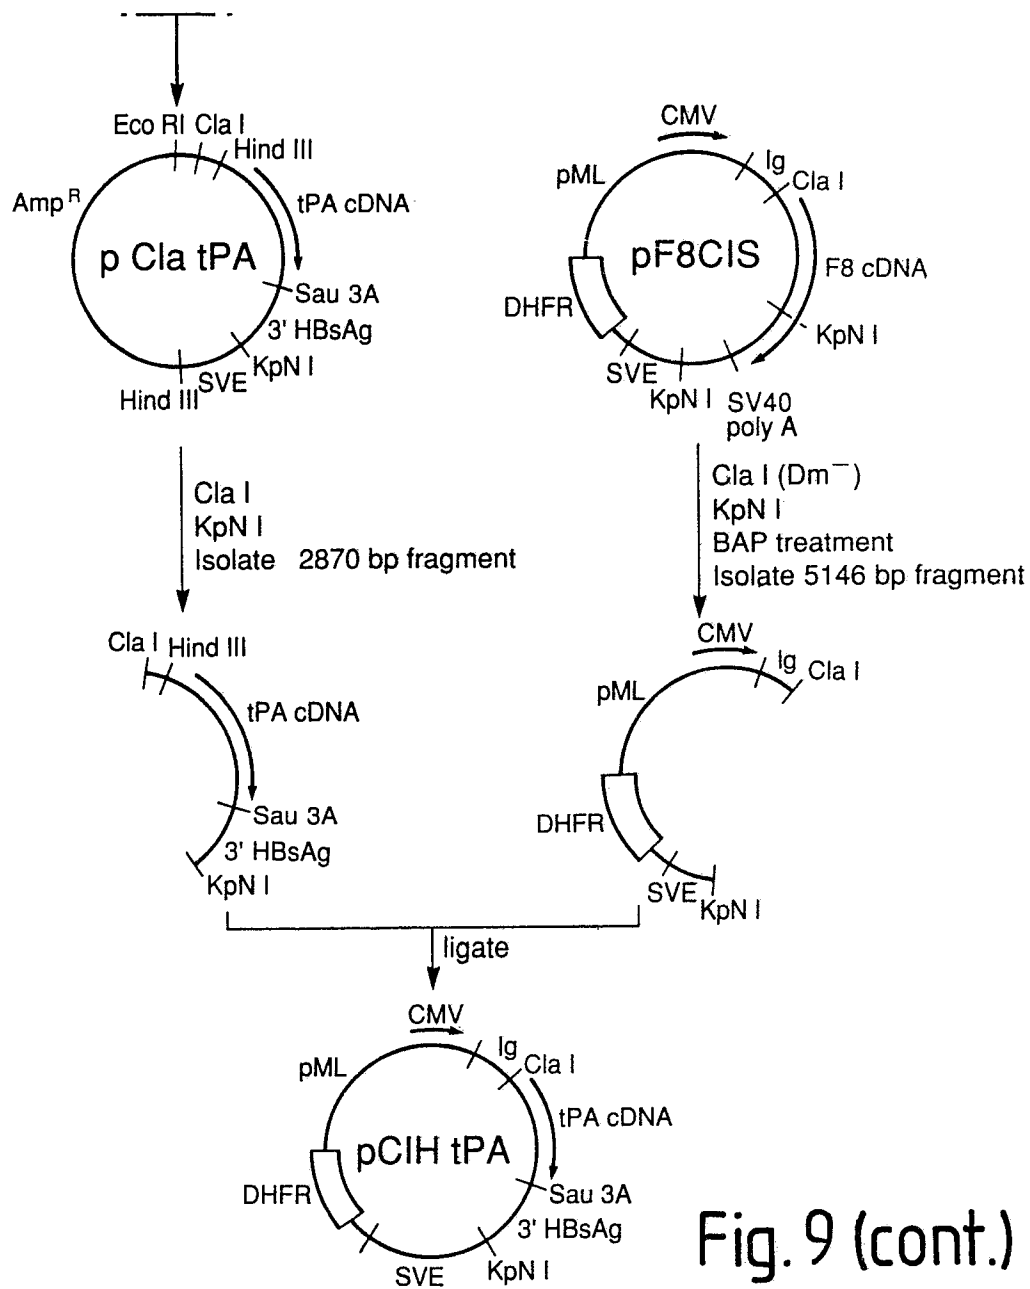 Eco RI Cla I
Hind III
Amp R
tPA cDNA
p Cla tPA
Sau 3A
3' HBsAg
KpN I
SVE
Hind III
CMV
Ig
pML
Cla I
pF8CIS
F8 cDNA
DHFR
KpN I
SVE
KpN I
SV40
poly A
Cla I
KpN I
Isolate 2870 bp fragment
Cla I (Dm⁻)
KpN I
BAP treatment
Isolate 5146 bp fragment
Cla I Hind III
tPA cDNA
Sau 3A
3' HBsAg
KpN I
CMV
Ig
Cla I
pML
DHFR
SVE
KpN I
ligate
CMV
Ig
pML
Cla I
tPA cDNA
pCIH tPA
DHFR
Sau 3A
3' HBsAg
SVE
KpN I
Fig. 9 (cont.)